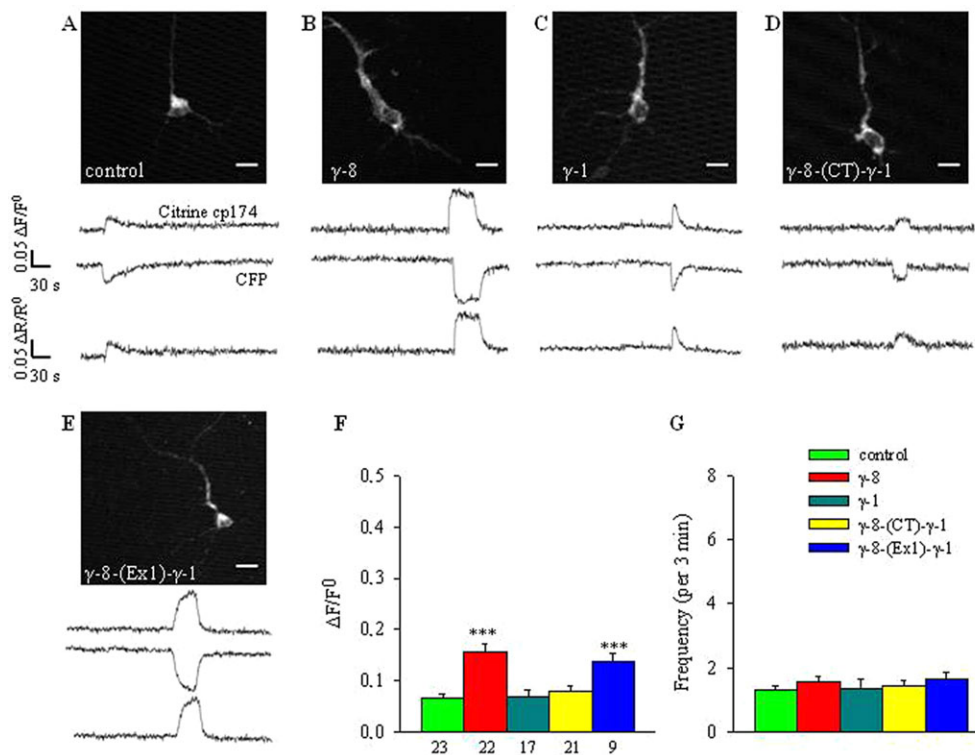 A
B
C
D
control
γ-8
γ-1
γ-8-(CT)-γ-1
Citrine cp174
0.05 ΔF/F⁰
30 s
CFP
0.05 ΔR/R⁰
30 s
E
γ-8-(Ex1)-γ-1
F
ΔF/F⁰
0.5
0.4
0.3
0.2
0.1
0.0
***
***
23 22 17 21 9
G
control
γ-8
γ-1
γ-8-(CT)-γ-1
γ-8-(Ex1)-γ-1
Frequency (per 3 min)
8
6
4
2
0